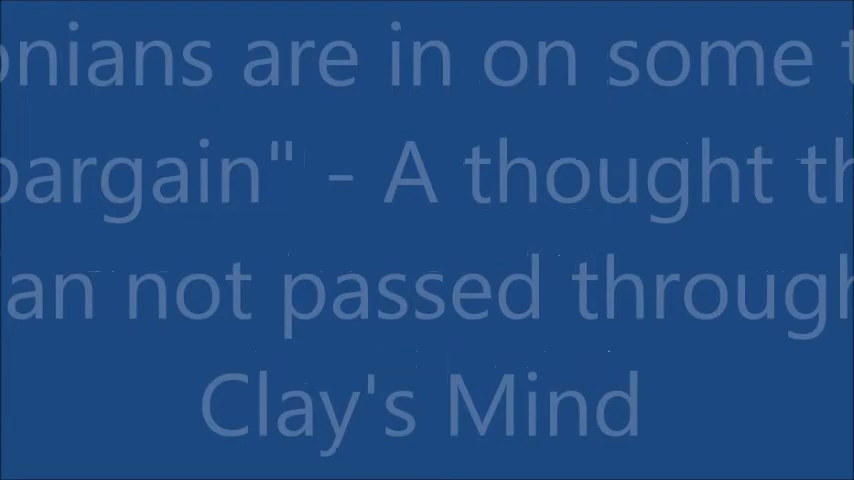 onians are in on some t
bargain" - A thought th
an not passed through
Clay's Mind